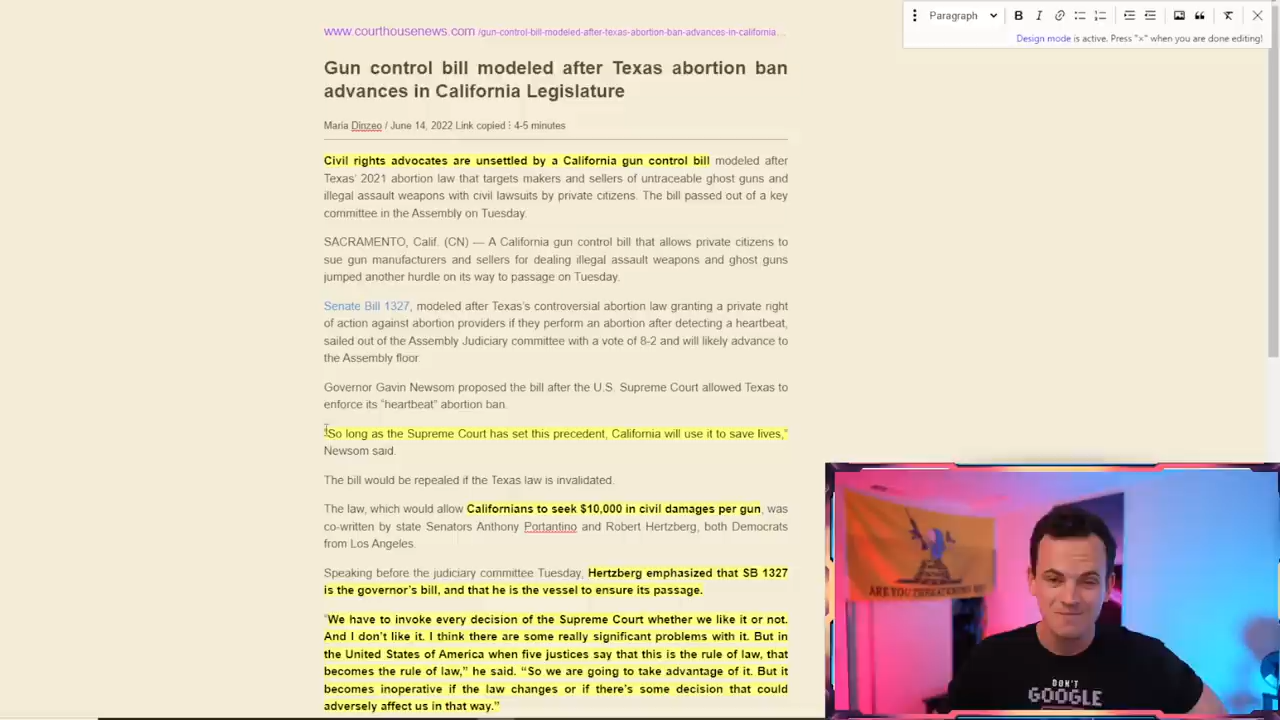 Paragraph B I
Design mode is active. Press "×" when you are done editing!
www.courthousenews.com /gun-control-bill-modeled-after-texas-abortion-ban-advances-in-california…
Gun control bill modeled after Texas abortion ban
advances in California Legislature
Maria Dinzeo / June 14, 2022 Link copied ⋮ 4-5 minutes
Civil rights advocates are unsettled by a California gun control bill modeled after
Texas’ 2021 abortion law that targets makers and sellers of untraceable ghost guns and
illegal assault weapons with civil lawsuits by private citizens. The bill passed out of a key
committee in the Assembly on Tuesday.
SACRAMENTO, Calif. (CN) — A California gun control bill that allows private citizens to
sue gun manufacturers and sellers for dealing illegal assault weapons and ghost guns
jumped another hurdle on its way to passage on Tuesday.
Senate Bill 1327, modeled after Texas’s controversial abortion law granting a private right
of action against abortion providers if they perform an abortion after detecting a heartbeat,
sailed out of the Assembly Judiciary committee with a vote of 8-2 and will likely advance to
the Assembly floor.
Governor Gavin Newsom proposed the bill after the U.S. Supreme Court allowed Texas to
enforce its “heartbeat” abortion ban.
“So long as the Supreme Court has set this precedent, California will use it to save lives,”
Newsom said.
The bill would be repealed if the Texas law is invalidated.
The law, which would allow Californians to seek $10,000 in civil damages per gun, was
co-written by state Senators Anthony Portantino and Robert Hertzberg, both Democrats
from Los Angeles.
Speaking before the judiciary committee Tuesday, Hertzberg emphasized that SB 1327
is the governor’s bill, and that he is the vessel to ensure its passage.
“We have to invoke every decision of the Supreme Court whether we like it or not.
And I don’t like it. I think there are some really significant problems with it. But in
the United States of America when five justices say that this is the rule of law, that
becomes the rule of law,” he said. “So we are going to take advantage of it. But it
becomes inoperative if the law changes or if there’s some decision that could
adversely affect us in that way.”
ARE YOU THREATENING ME
DON'T
GOOGLE